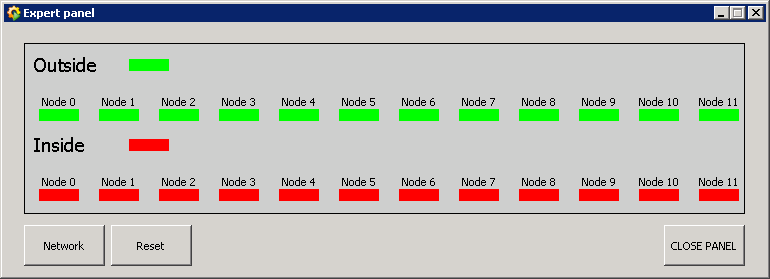 Expert panel
Outside
Node 0 Node 1 Node 2 Node 3 Node 4 Node 5 Node 6 Node 7 Node 8 Node 9 Node 10 Node 11
Inside
Node 0 Node 1 Node 2 Node 3 Node 4 Node 5 Node 6 Node 7 Node 8 Node 9 Node 10 Node 11
Network Reset CLOSE PANEL